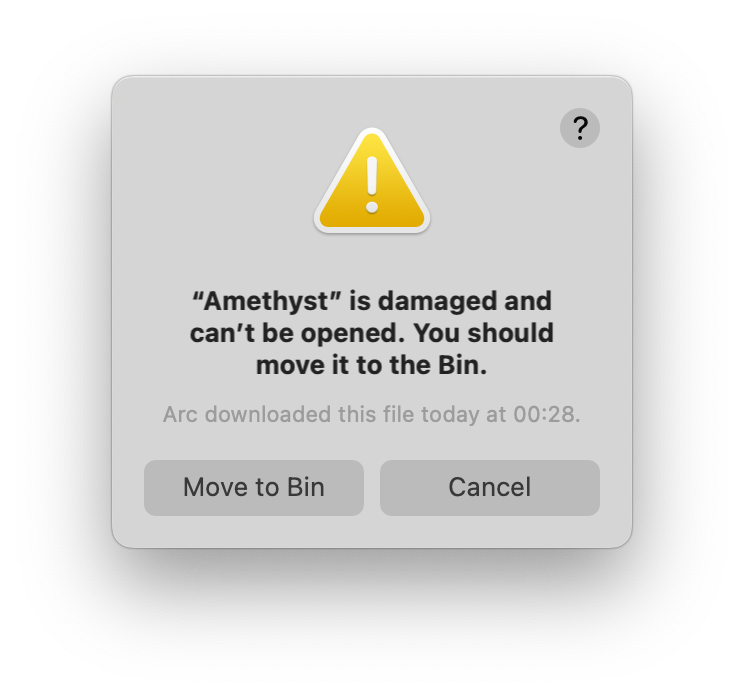 ?
“Amethyst” is damaged and
can’t be opened. You should
move it to the Bin.
Arc downloaded this file today at 00:28.
Move to Bin
Cancel